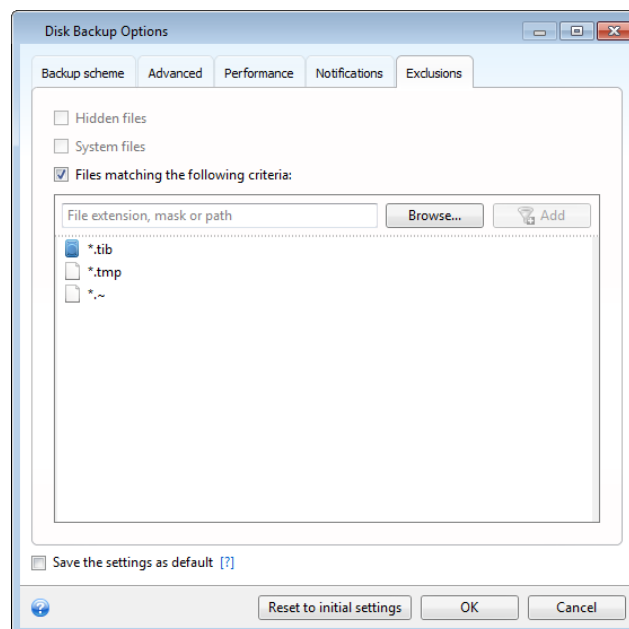 Disk Backup Options
Backup scheme Advanced Performance Notifications Exclusions
Hidden files
System files
Files matching the following criteria:
File extension, mask or path Browse... Add
*.tib
*.tmp
*.~
Save the settings as default [?]
Reset to initial settings OK Cancel